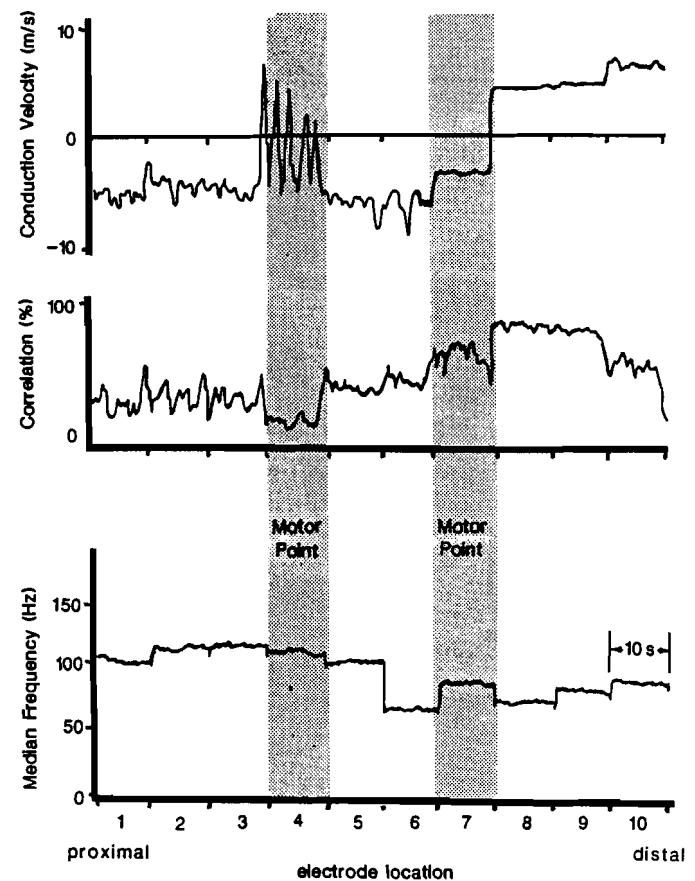 Conduction Velocity (m/s)
10
0
-10
Correlation (%)
100
0
Motor
Point
Motor
Point
Median Frequency (Hz)
150
100
50
0
10 s
1 2 3 4 5 6 7 8 9 10
proximal
distal
electrode location